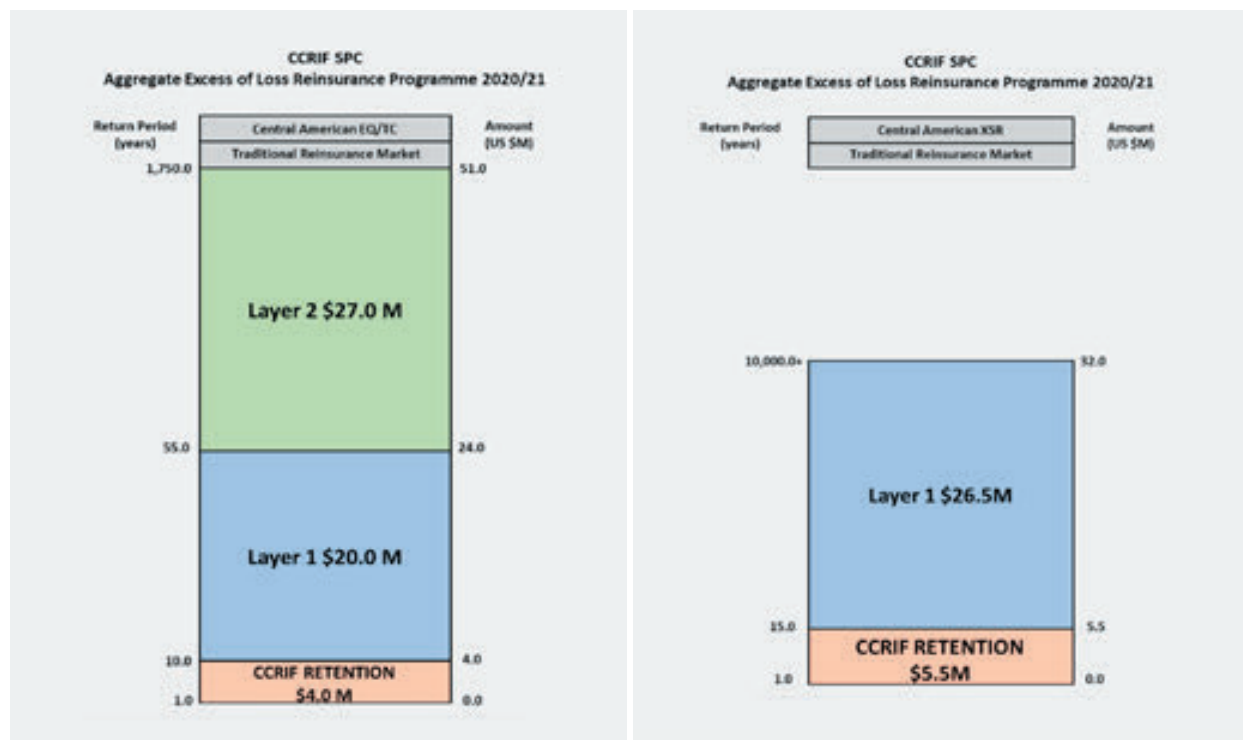 CCRIF SPC
Aggregate Excess of Loss Reinsurance Programme 2020/21
Return Period
(years)
Central American EQ/TC
Traditional Reinsurance Market
Amount
(US $M)
1,750.0
51.0
Layer 2 $27.0 M
55.0
24.0
Layer 1 $20.0 M
10.0
4.0
CCRIF RETENTION
$4.0 M
1.0
0.0
CCRIF SPC
Aggregate Excess of Loss Reinsurance Programme 2020/21
Return Period
(years)
Central American XSR
Traditional Reinsurance Market
Amount
(US $M)
10,000.0+
32.0
Layer 1 $26.5M
15.0
5.5
CCRIF RETENTION
$5.5M
1.0
0.0